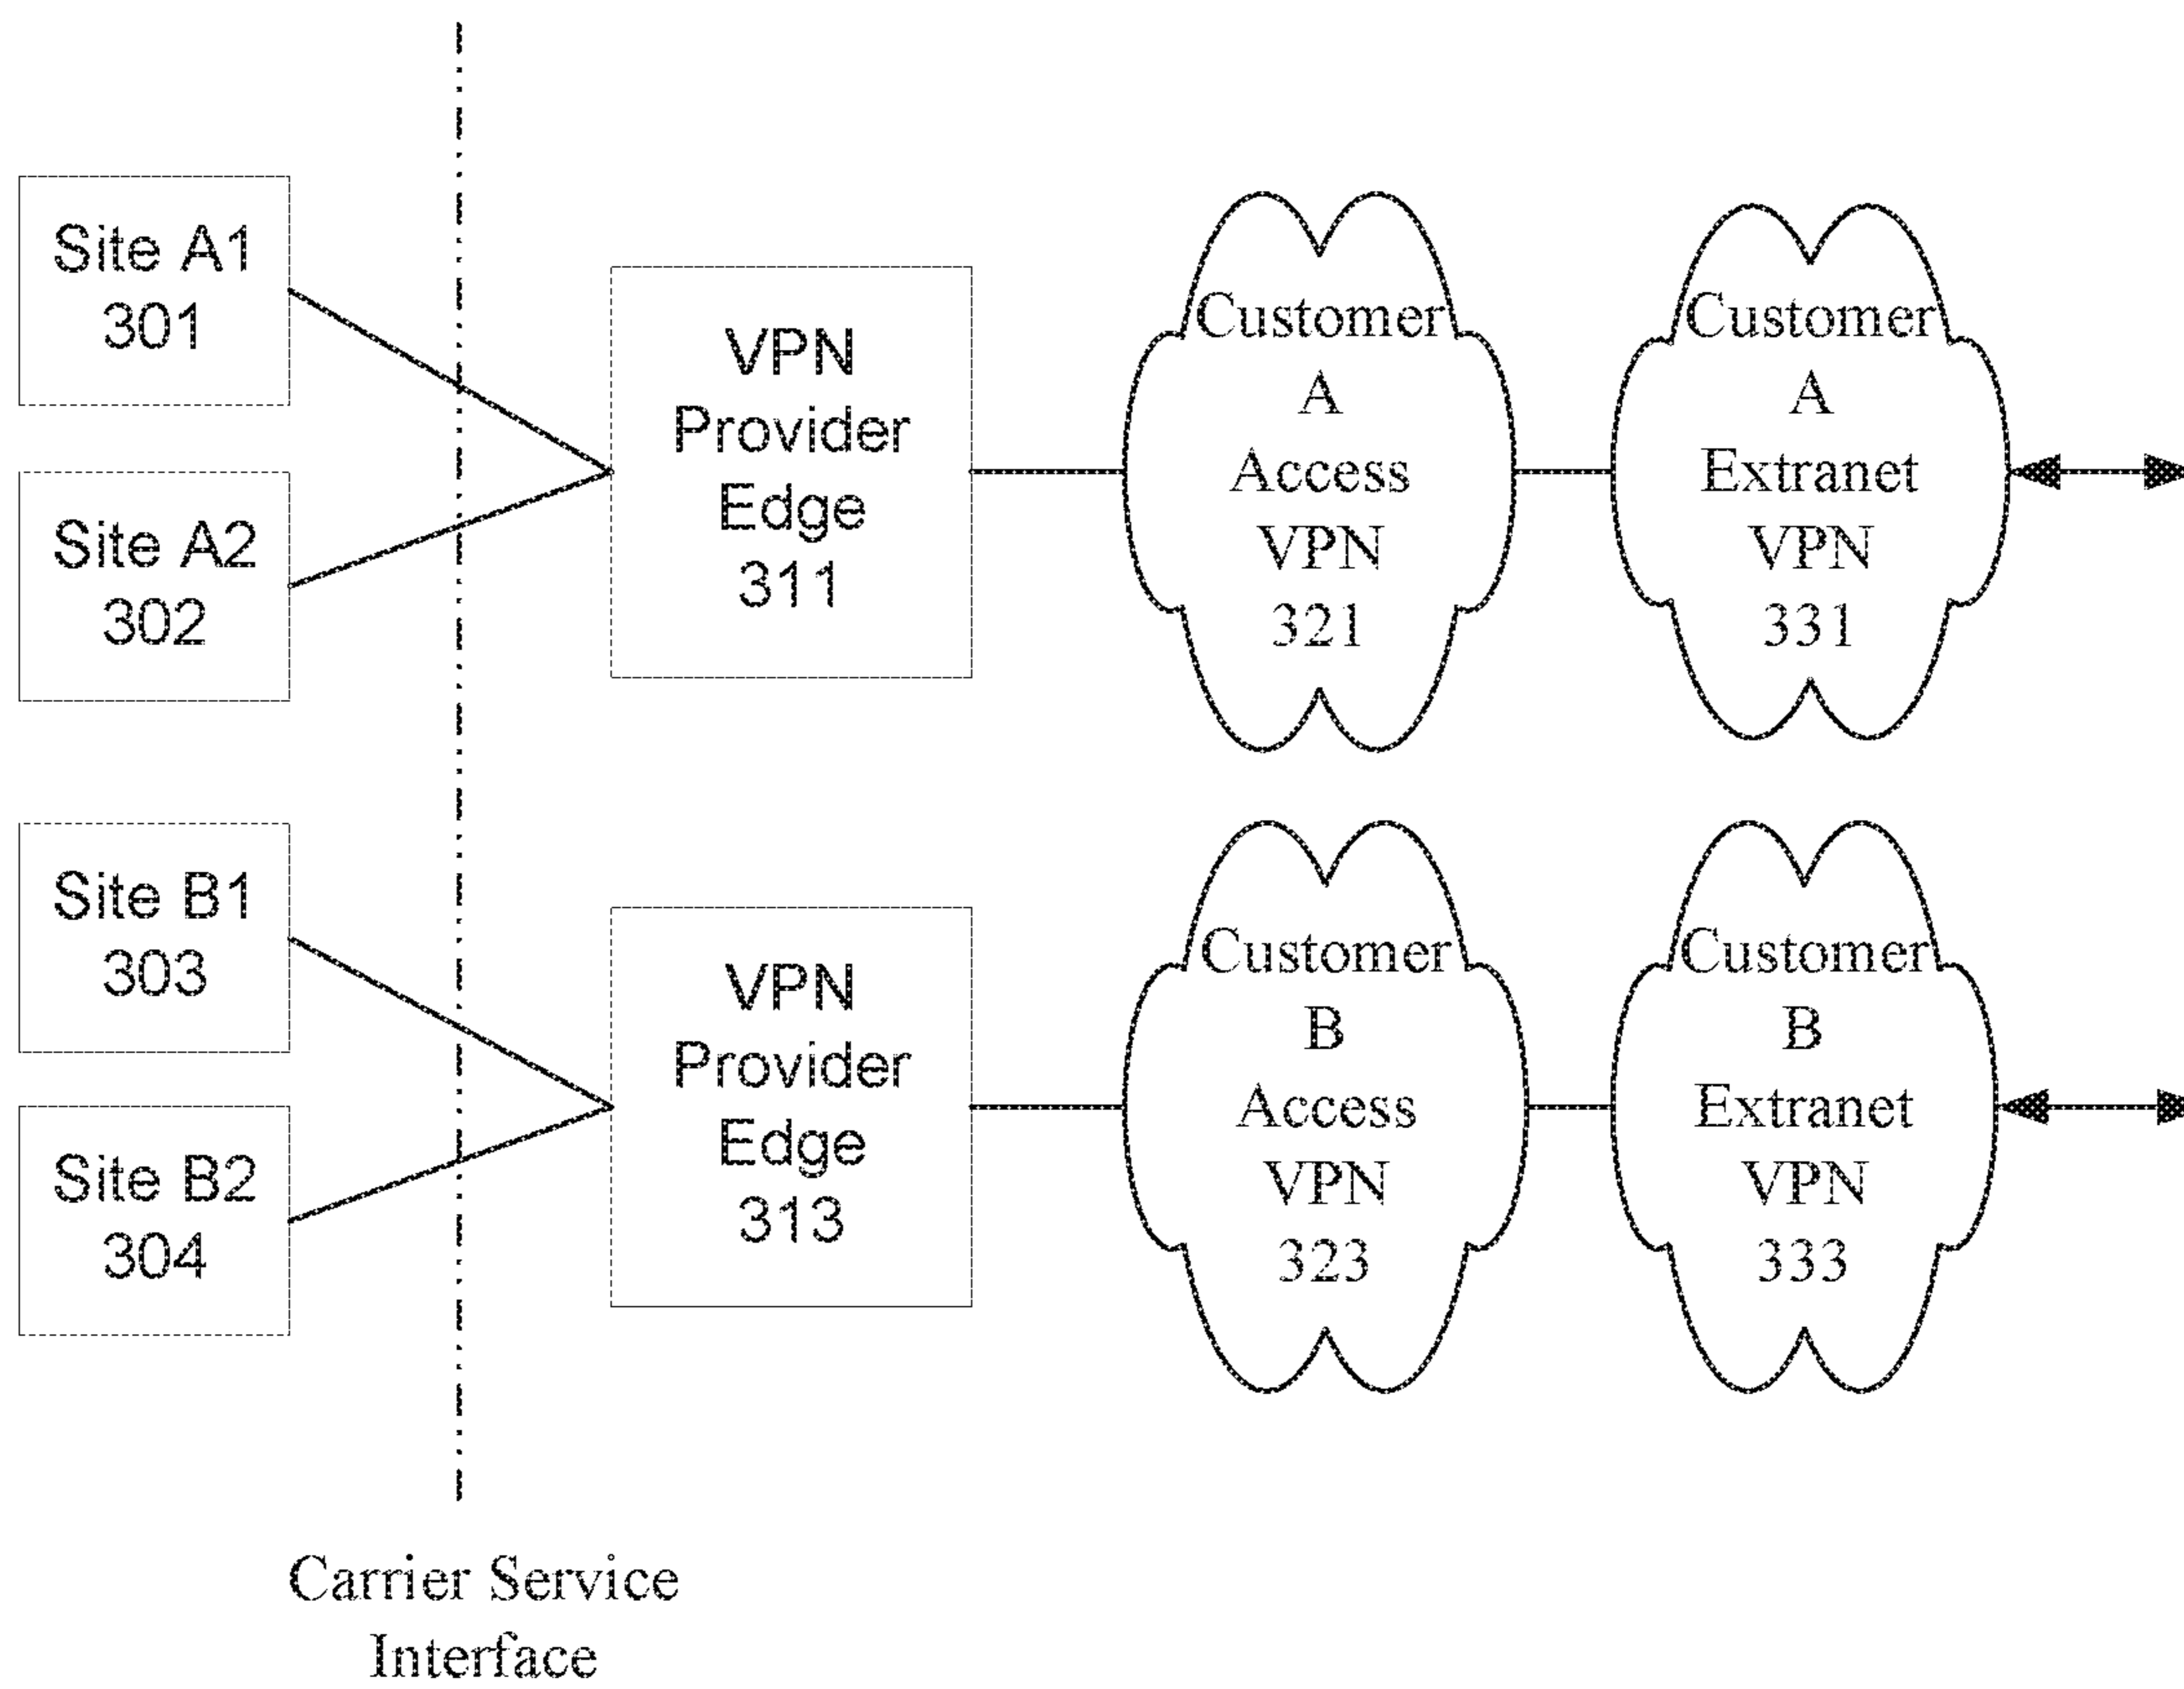 Site A1
301
Site A2
302
VPN
Provider
Edge
311
Customer
A
Access
VPN
321
Customer
A
Extranet
VPN
331
Site B1
303
Site B2
304
VPN
Provider
Edge
313
Customer
B
Access
VPN
323
Customer
B
Extranet
VPN
333
Carrier Service
Interface